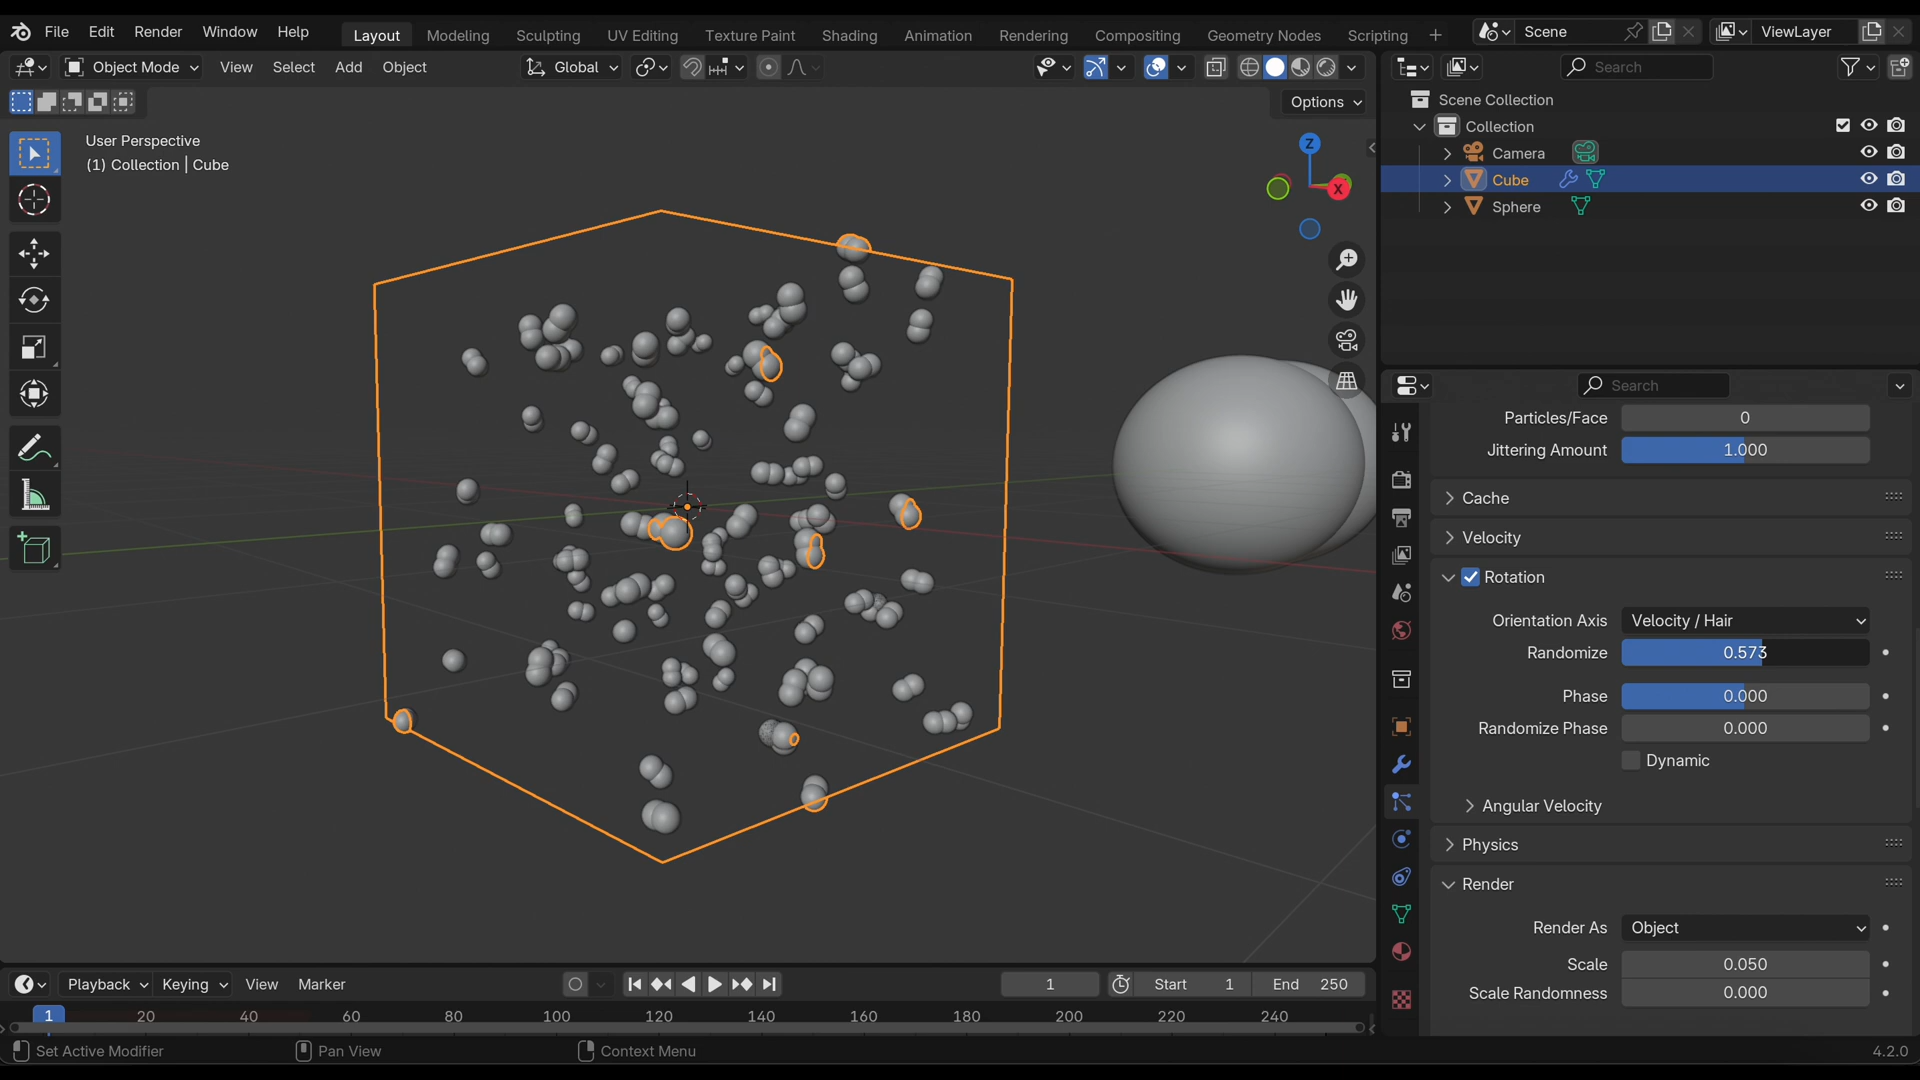 File Edit Render Window Help Layout Modeling Sculpting UV Editing Texture Paint Shading Animation Rendering Compositing Geometry Nodes Scripting + Scene ViewLayer
Object Mode View Select Add Object Global Search
Options
User Perspective
(1) Collection | Cube
Z
X
Scene Collection
Collection
Camera
Cube
Sphere
Search
Particles/Face 0
Jittering Amount 1.000
Cache
Velocity
Rotation
Orientation Axis Velocity / Hair
Randomize 0.573
Phase 0.000
Randomize Phase 0.000
Dynamic
Angular Velocity
Physics
Render
Render As Object
Scale 0.050
Scale Randomness 0.000
Playback Keying View Marker 1 Start 1 End 250
1 20 40 60 80 100 120 140 160 180 200 220 240
Set Active Modifier Pan View Context Menu 4.2.0